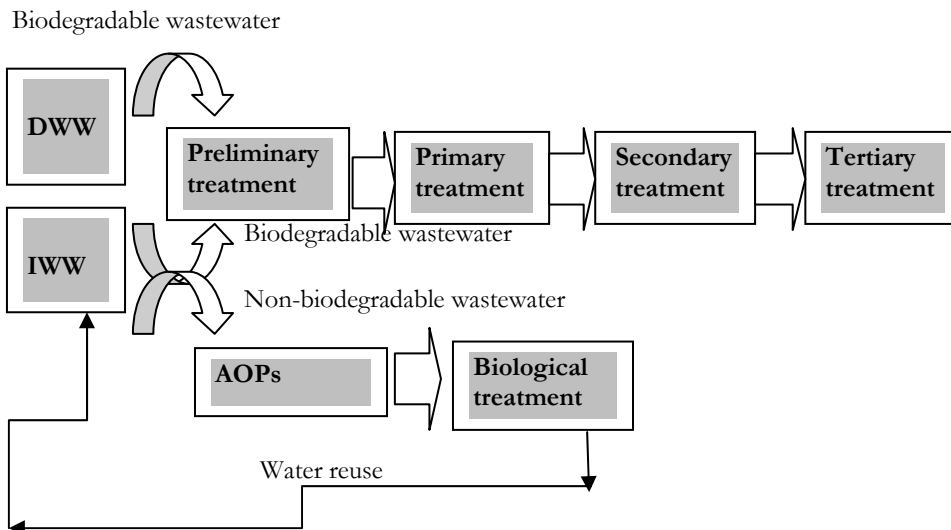 Biodegradable wastewater
DWW
Preliminary
treatment
Primary
treatment
Secondary
treatment
Tertiary
treatment
IWW
Biodegradable wastewater
Non-biodegradable wastewater
AOPs
Biological
treatment
Water reuse